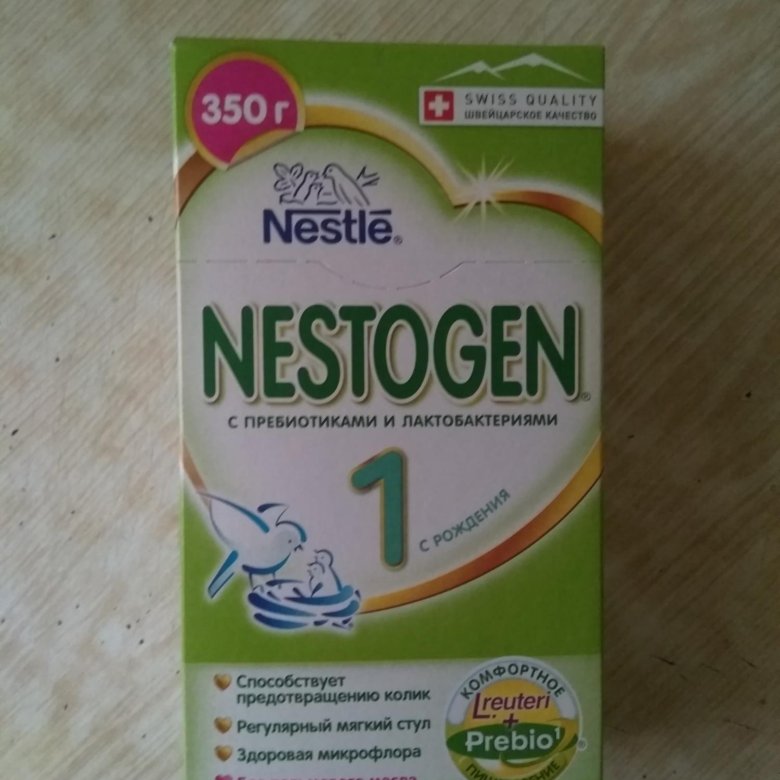 350 г
SWISS QUALITY
ШВЕЙЦАРСКОЕ КАЧЕСТВО
Nestlé®
NESTOGEN®
С ПРЕБИОТИКАМИ И ЛАКТОБАКТЕРИЯМИ
1
С РОЖДЕНИЯ
Способствует
предотвращению колик
Регулярный мягкий стул
Здоровая микрофлора
КОМФОРТНОЕ
L.reuteri
+
Prebio¹®